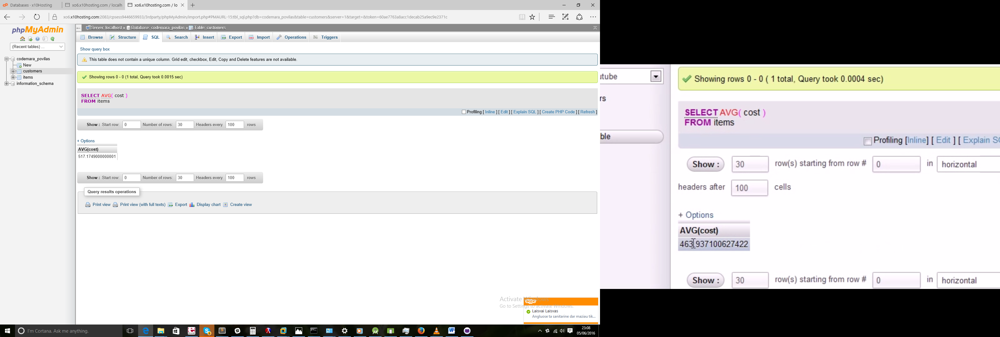 Databases - x10Hosting
xo6.x10hosting.com / localh
xo6.x10hosting.com / lo
xo6.x10hosting.com:2083/cpsess9446659933/3rdparty/phpMyAdmin/import.php#PMAURL-15:tbl_sql.php?db=codemara_povilas&table=customers&server=1&target=&token=60ae7763a8acc1decab25a9ec9e2371c
phpMyAdmin
(Recent tables) ...
codemara_povilas
New
customers
items
information_schema
Server: localhost » Database: codemara_povilas » Table: customers
Browse Structure SQL Search Insert Export Import Operations Triggers
Show query box
This table does not contain a unique column. Grid edit, checkbox, Edit, Copy and Delete features are not available.
Showing rows 0 - 0 (1 total, Query took 0.0015 sec)
SELECT AVG( cost )
FROM items
Profiling [ Inline ] [ Edit ] [ Explain SQL ] [ Create PHP Code ] [ Refresh ]
Show : Start row: 0 Number of rows: 30 Headers every 100 rows
+ Options
AVG(cost)
517.1749000000001
Show : Start row: 0 Number of rows: 30 Headers every 100 rows
Query results operations
Print view Print view (with full texts) Export Display chart Create view
Activate Windows
Go to Settings to activate Windows.
skype
Laisvai Laisvas
Angluose ta sanitarine dar maziau tik...
I'm Cortana. Ask me anything.
23:08
05/06/2016
utube
rs
ble
Showing rows 0 - 0 ( 1 total, Query took 0.0004 sec)
SELECT AVG( cost )
FROM items
Profiling [Inline] [ Edit ] [ Explain SQ
Show : 30 row(s) starting from row # 0 in horizontal
headers after 100 cells
+ Options
AVG(cost)
463.937100627422
Show : 30 row(s) starting from row # 0 in horizontal